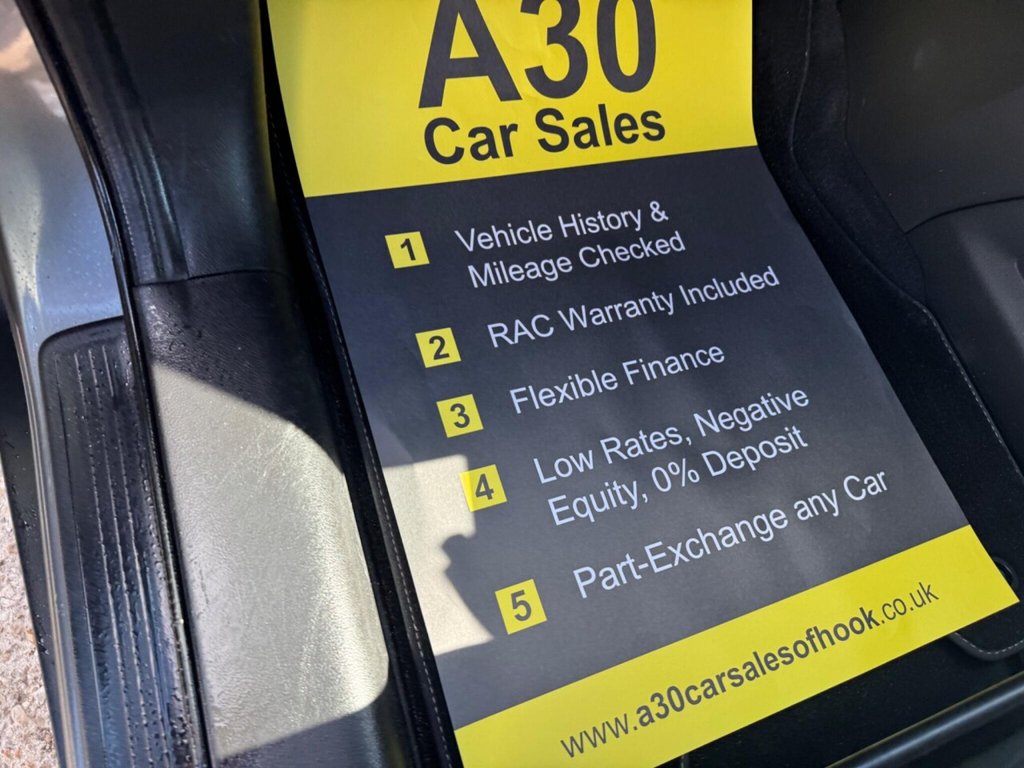 A30
Car Sales
1 Vehicle History &
Mileage Checked
2 RAC Warranty Included
3 Flexible Finance
4 Low Rates, Negative
Equity, 0% Deposit
5 Part-Exchange any Car
www.a30carsalesofhook.co.uk